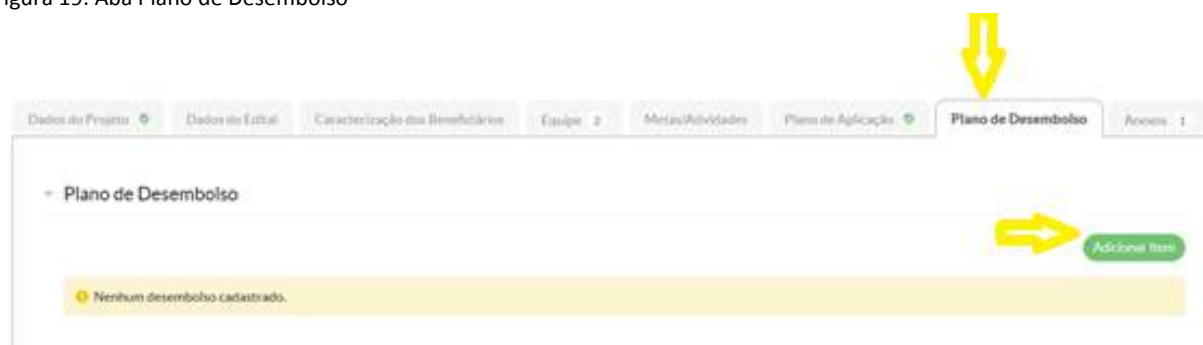 Figura 19: Aba Plano de Desembolso
Dados do Projeto Dados do Edital Caracterização dos Beneficiários Equipe 2 Metas/Atividades Plano de Aplicação Plano de Desembolso Anexos 1
Plano de Desembolso
Adicionar Item
Nenhum desembolso cadastrado.